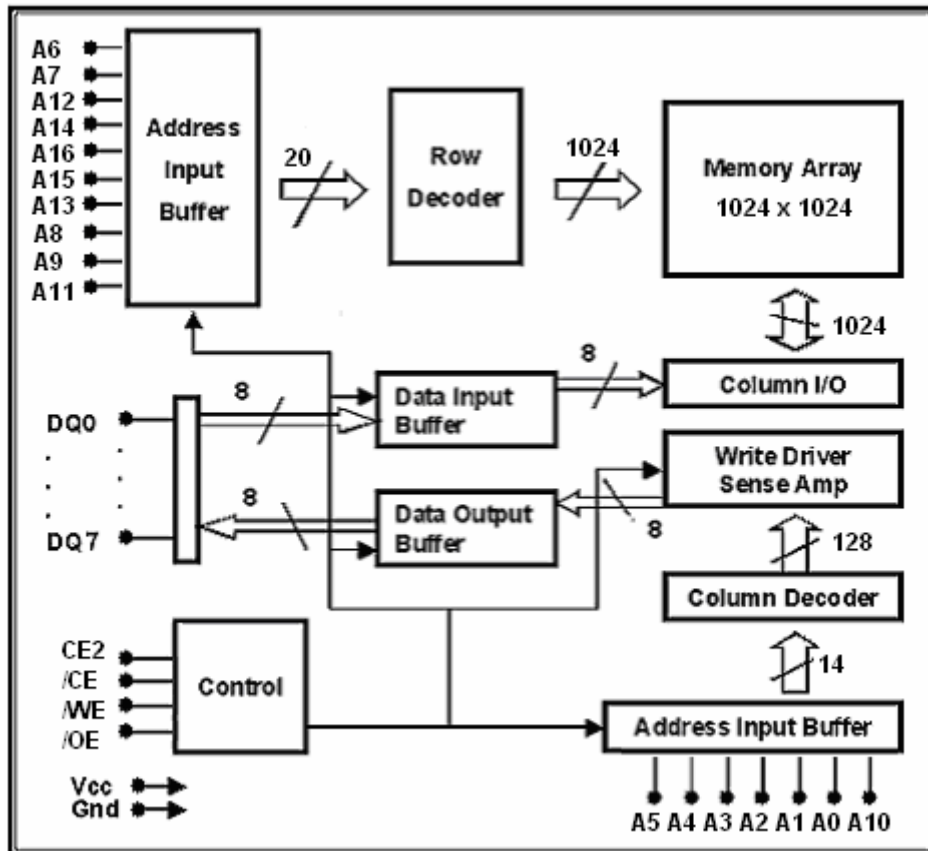 A6
A7
A12
A14
A16
A15
A13
A8
A9
A11
Address
Input
Buffer
20
Row
Decoder
1024
Memory Array
1024 x 1024
1024
8
Data Input
Buffer
8
Column I/O
DQ0
DQ7
8
Data Output
Buffer
8
Write Driver
Sense Amp
128
Column Decoder
14
CE2
/CE
/WE
/OE
Control
Address Input Buffer
Vcc
Gnd
A5 A4 A3 A2 A1 A0 A10